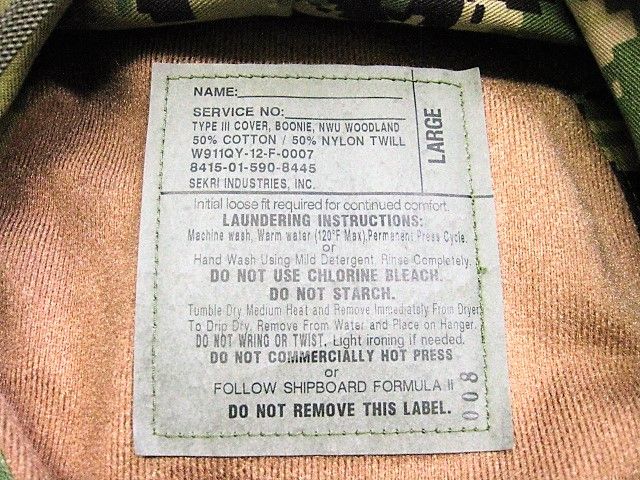 NAME:
SERVICE NO:
TYPE III COVER, BOONIE, NWU WOODLAND
50% COTTON / 50% NYLON TWILL
W911QY-12-F-0007
8415-01-590-8445
SEKRI INDUSTRIES, INC.
LARGE
Initial loose fit required for continued comfort.
LAUNDERING INSTRUCTIONS:
Machine wash, Warm water (120°F Max), Permanent Press Cycle.
or
Hand Wash Using Mild Detergent. Rinse Completely.
DO NOT USE CHLORINE BLEACH.
DO NOT STARCH.
Tumble Dry Medium Heat and Remove Immediately From Dryer
To Drip Dry, Remove From Water and Place on Hanger.
DO NOT WRING OR TWIST. Light ironing if needed.
DO NOT COMMERCIALLY HOT PRESS
or
FOLLOW SHIPBOARD FORMULA II
DO NOT REMOVE THIS LABEL.
008